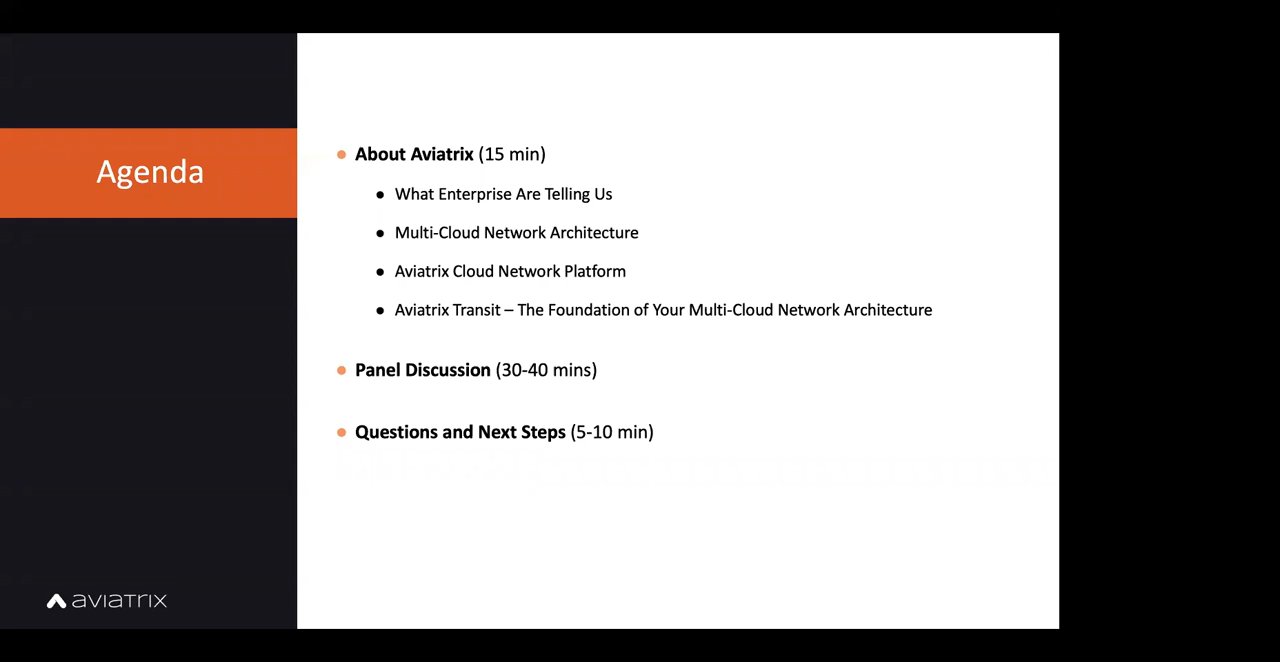 Agenda
• About Aviatrix (15 min)
• What Enterprise Are Telling Us
• Multi-Cloud Network Architecture
• Aviatrix Cloud Network Platform
• Aviatrix Transit – The Foundation of Your Multi-Cloud Network Architecture
• Panel Discussion (30-40 mins)
• Questions and Next Steps (5-10 min)
aviatrix